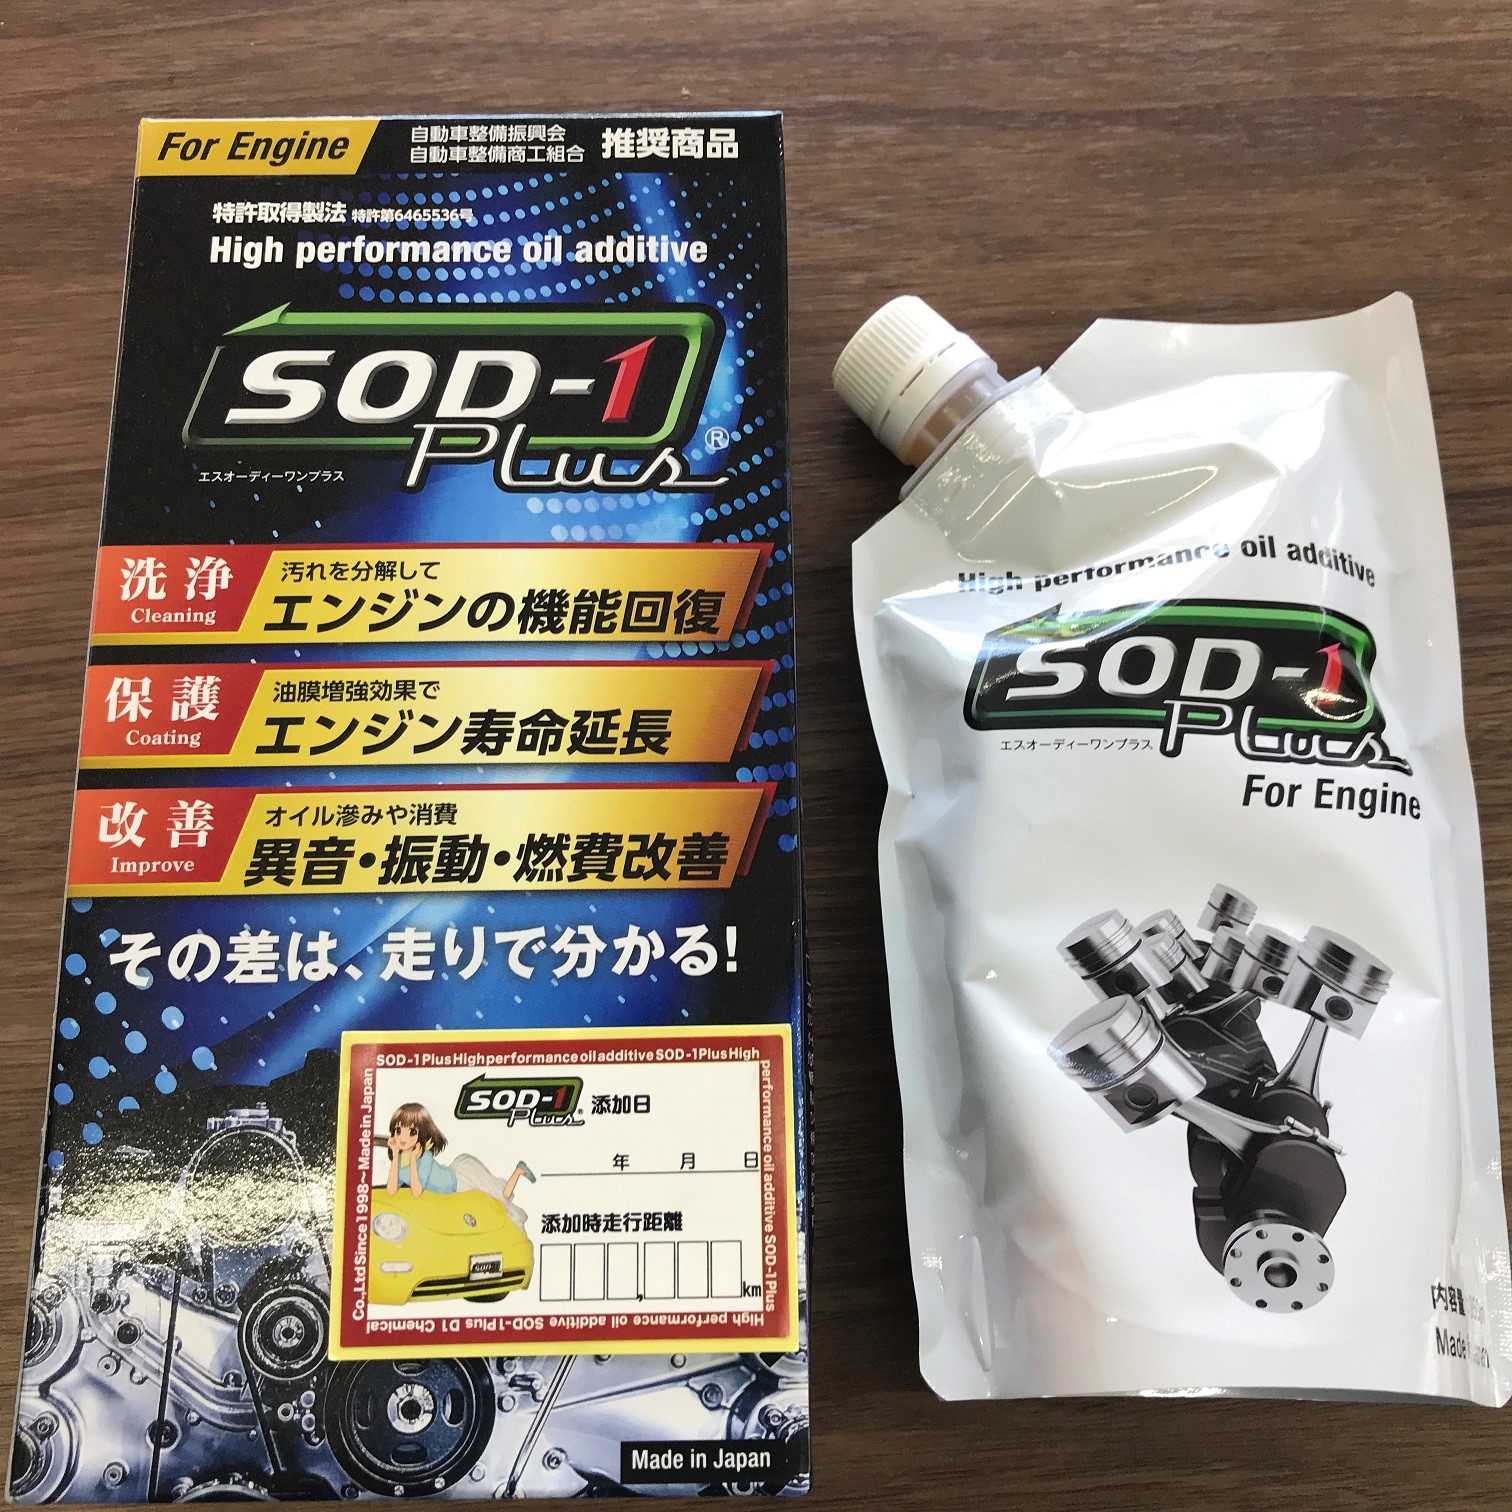 For Engine
自動車整備振興会
自動車整備商工組合
推奨商品
特許取得製法 特許第6465536号
High performance oil additive
SOD-1
Plus®
エスオーディーワンプラス
洗浄
Cleaning
汚れを分解して
エンジンの機能回復
保護
Coating
油膜増強効果で
エンジン寿命延長
改善
Improve
オイル滲みや消費
異音・振動・燃費改善
その差は、走りで分かる!
SOD-1PlusHighperformanceoiladditiveSOD-1PlusHigh
performance oil additive SOD-1Plus
High performance oil additive SOD-1Plus D1 Chemical
Co.,LtdSince1998~MadeinJapan
SOD-1
Plus®
添加日
年 月 日
添加時走行距離
,
km
SOD-1
Made in Japan
High performance oil additive
SOD-1
Plus
エスオーディーワンプラス
For Engine
内容量
Made